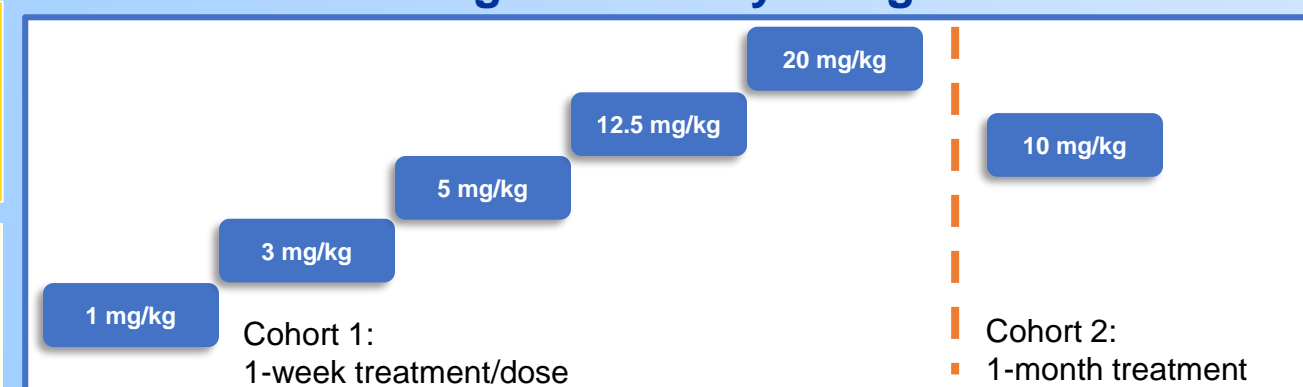 20 mg/kg
12.5 mg/kg
10 mg/kg
5 mg/kg
3 mg/kg
1 mg/kg
Cohort 1:
1-week treatment/dose
Cohort 2:
1-month treatment